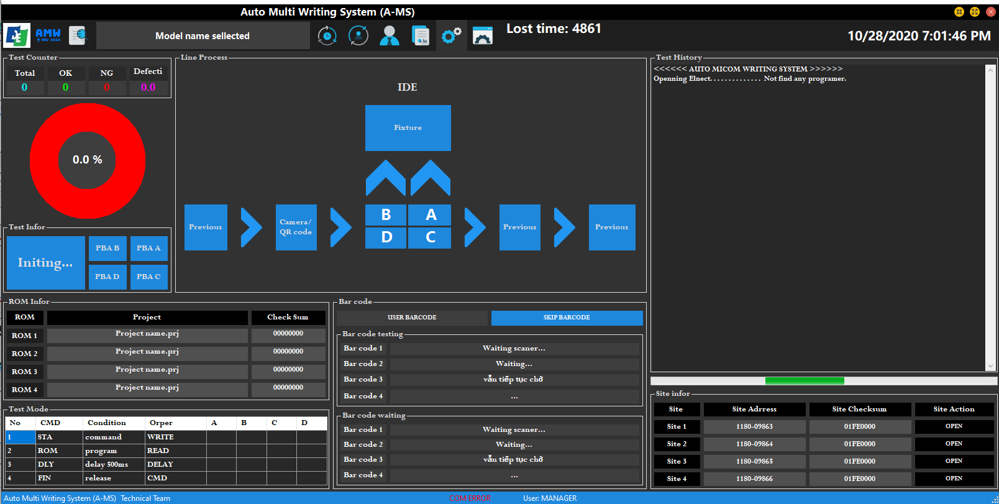 Auto Multi Writing System (A-MS)
AMW
DEV 2020
Model name sellected
Lost time: 4861
10/28/2020 7:01:46 PM
Test Counter
Total OK NG Defecti
0 0 0 0.0
0.0 %
Test Infor
Initing...
PBA B PBA A
PBA D PBA C
Line Process
IDE
Fixture
Previous
Camera/
QR code
B A
D C
Previous
Previous
Test History
<<<<<< AUTO MICOM WRITING SYSTEM >>>>>>
Openning Elnect. . . . . . . . . . . . . Not find any programer.
ROM Infor
ROM Project Check Sum
ROM 1 Project name.prj 00000000
ROM 2 Project name.prj 00000000
ROM 3 Project name.prj 00000000
ROM 4 Project name.prj 00000000
Test Mode
No CMD Condition Orper A B C D
1 STA command WRITE
2 ROM program READ
3 DLY delay 500ms DELAY
4 FIN release CMD
Bar code
USER BARCODE SKIP BARCODE
Bar code testing
Bar code 1 Waiting scaner...
Bar code 2 Waiting...
Bar code 3 vẫn tiếp tục chờ
Bar code 4 ...
Bar code waiting
Bar code 1 Waiting scaner...
Bar code 2 Waiting...
Bar code 3 vẫn tiếp tục chờ
Bar code 4 ...
Site infor
Site Site Adrress Site Checksum Site Action
Site 1 1180-09863 01FE0000 OPEN
Site 2 1180-09864 01FE0000 OPEN
Site 3 1180-09865 01FE0000 OPEN
Site 4 1180-09866 01FE0000 OPEN
Auto Multi Writing System (A-MS) Technical Team COM ERROR User: MANAGER